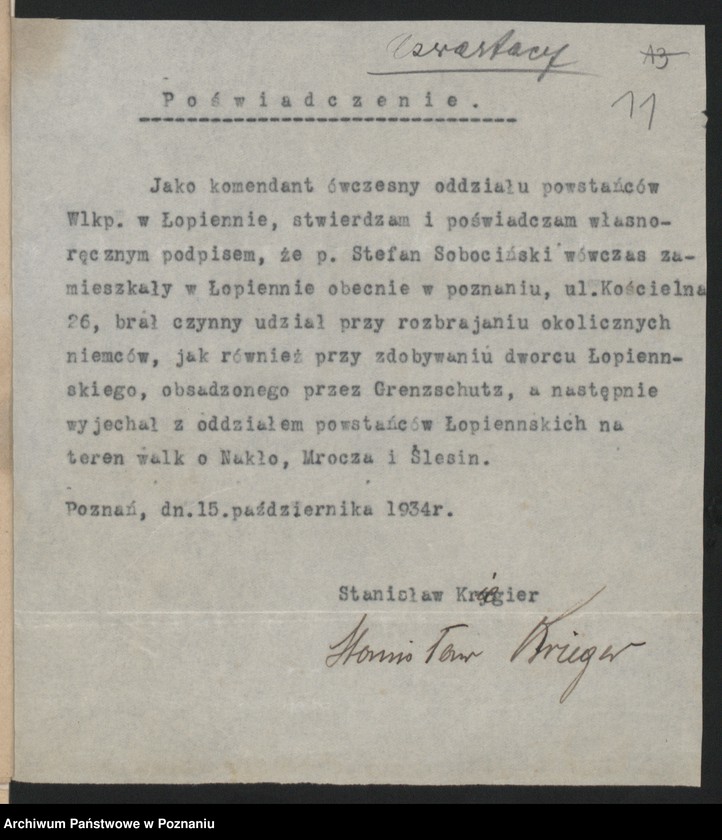 czwartacy
13
11
Poświadczenie.
Jako komendant ówczesny oddziału powstańców
Wlkp. w Łopiennie, stwierdzam i poświadczam własno-
ręcznym podpisem, że p. Stefan Sobociński wówczas za-
mieszkały w Łopiennie obecnie w poznaniu, ul.Kościelna
26, brał czynny udział przy rozbrajaniu okolicznych
niemców, jak również przy zdobywaniu dworcu Łopienn-
skiego, obsadzonego przez Grenzschutz, a następnie
wyjechał z oddziałem powstańców Łopiennskich na
teren walk o Nakło, Mrocza i Ślesin.
Poznań, dn.15.października 1934r.
Stanisław Kriegier
Stanisław Krieger
Archiwum Państwowe w Poznaniu